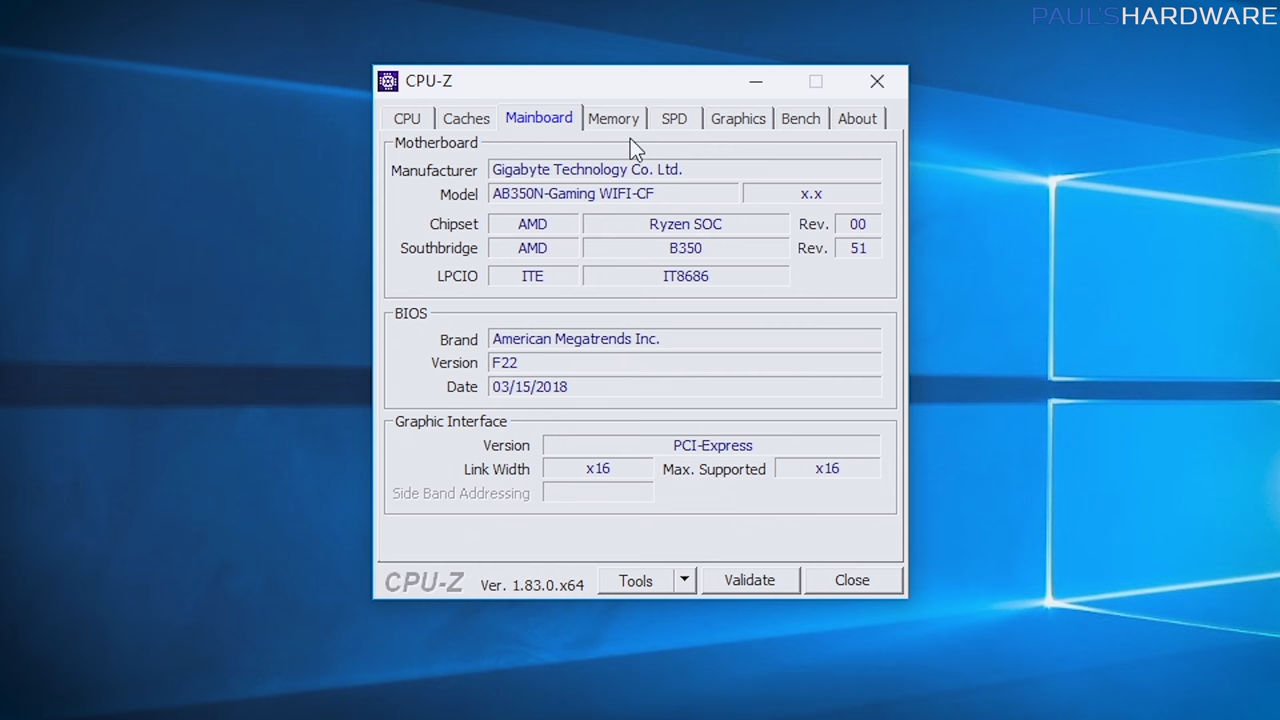 PAUL'SHARDWARE
CPU-Z
CPU Caches Mainboard Memory SPD Graphics Bench About
Motherboard
Manufacturer Gigabyte Technology Co. Ltd.
Model AB350N-Gaming WIFI-CF x.x
Chipset AMD Ryzen SOC Rev. 00
Southbridge AMD B350 Rev. 51
LPCIO ITE IT8686
BIOS
Brand American Megatrends Inc.
Version F22
Date 03/15/2018
Graphic Interface
Version PCI-Express
Link Width x16 Max. Supported x16
Side Band Addressing
CPU-Z Ver. 1.83.0.x64 Tools Validate Close